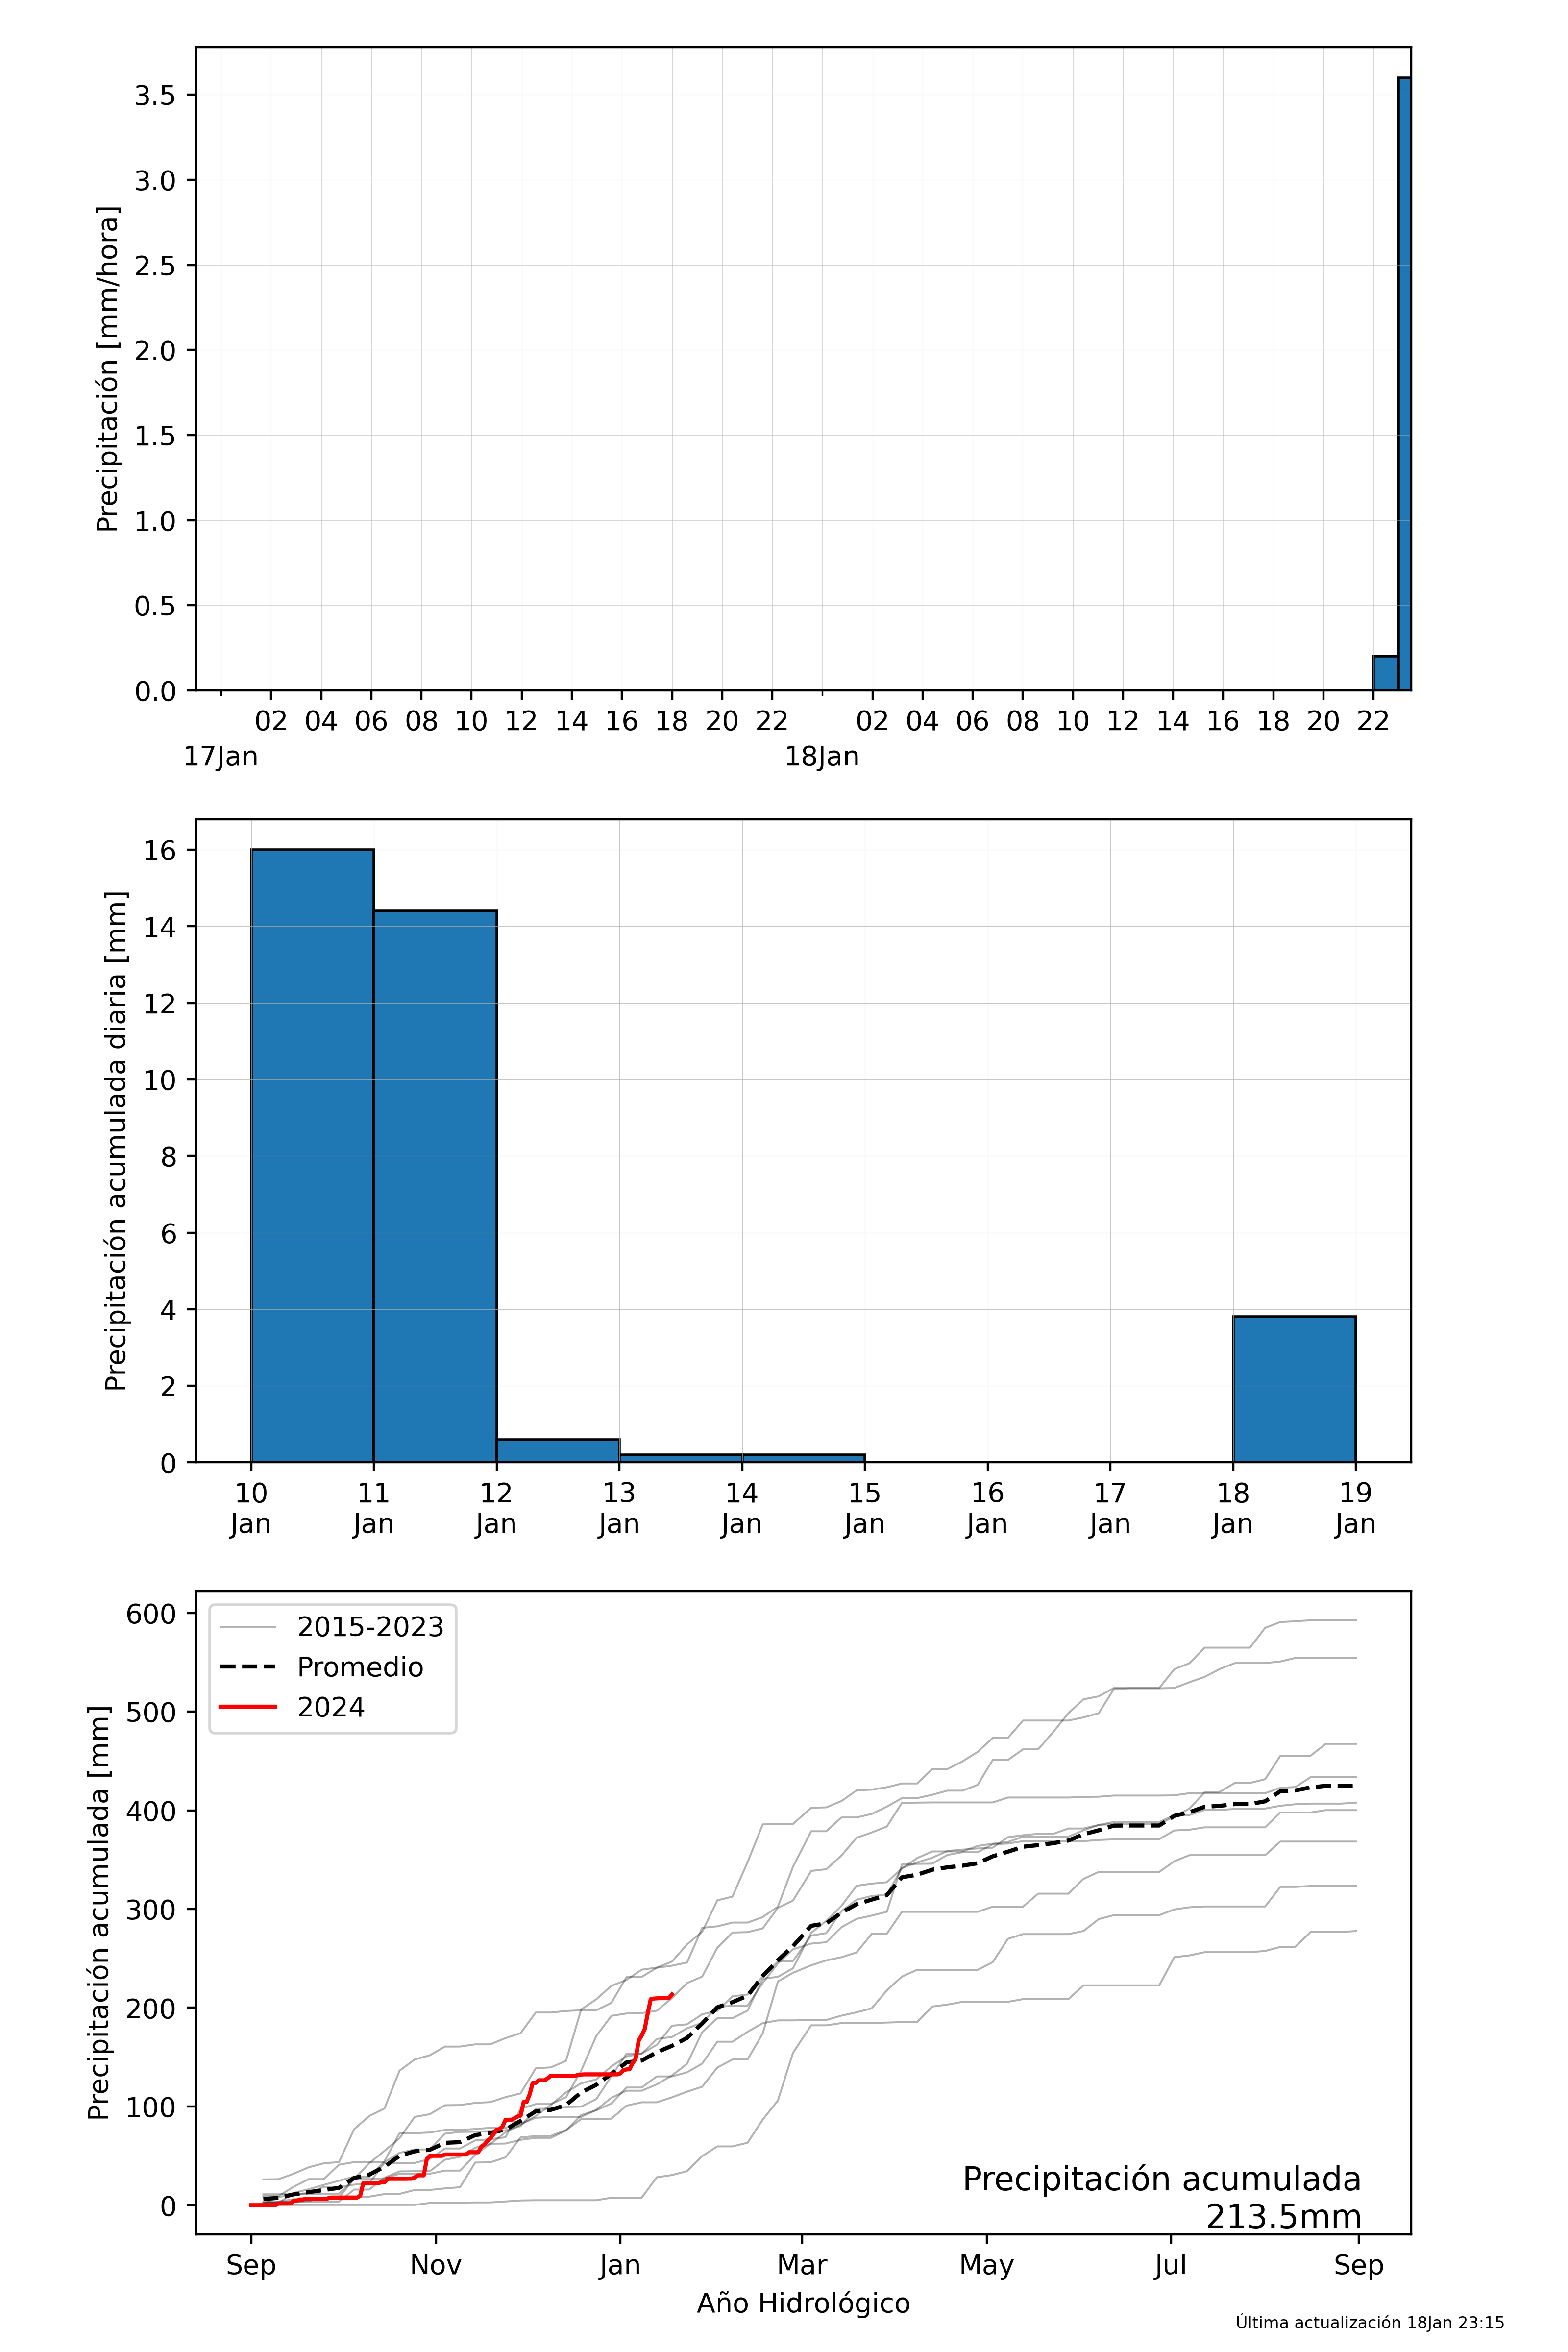 3.5
3.0
2.5
2.0
1.5
1.0
0.5
0.0
Precipitación [mm/hora]
02 04 06 08 10 12 14 16 18 20 22 02 04 06 08 10 12 14 16 18 20 22
17Jan 18Jan
16
14
12
10
8
6
4
2
0
Precipitación acumulada diaria [mm]
10 11 12 13 14 15 16 17 18 19
Jan Jan Jan Jan Jan Jan Jan Jan Jan Jan
600
500
400
300
200
100
0
Precipitación acumulada [mm]
2015-2023
Promedio
2024
Precipitación acumulada
213.5mm
Sep Nov Jan Mar May Jul Sep
Año Hidrológico
Última actualización 18Jan 23:15